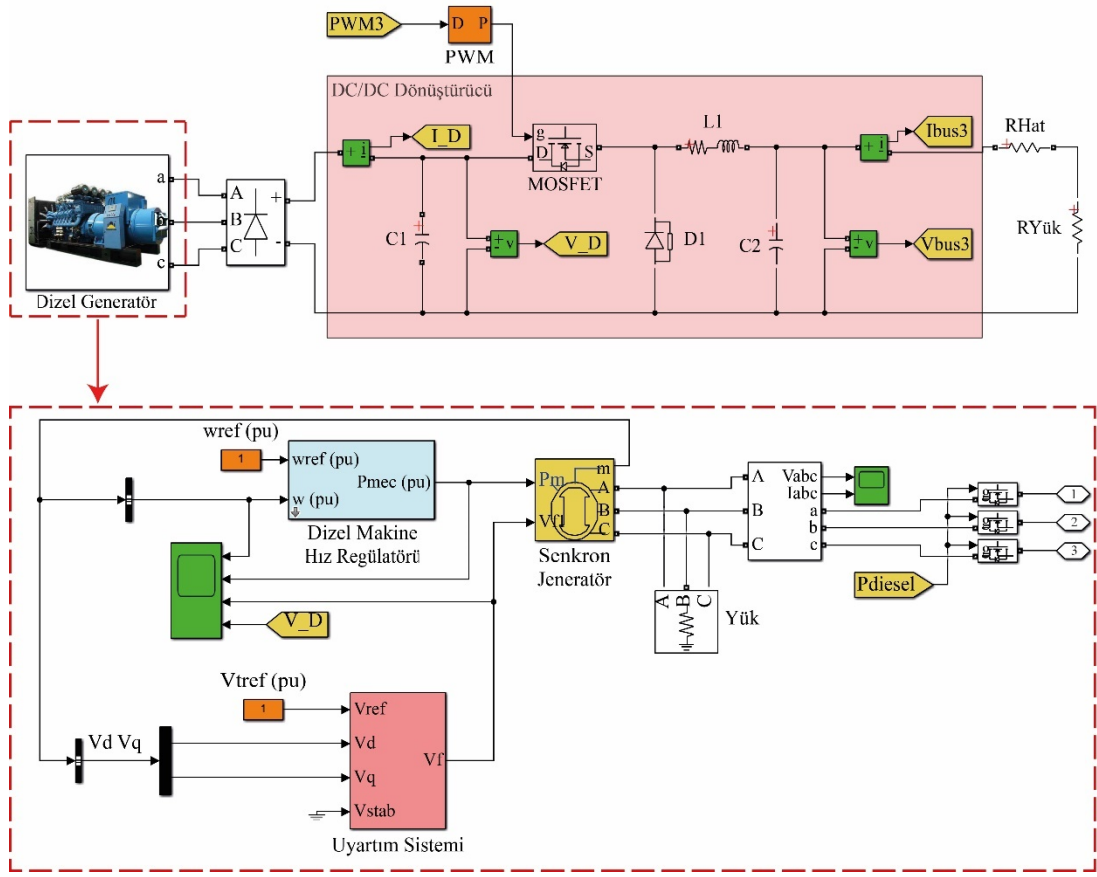 PWM3
D P
PWM
DC/DC Dönüştürücü
I_D
+ i
g
D S
MOSFET
L1
Ibus3
+ i
RHat
a
A
+
B
C
-
c
C1
+ v
V_D
D1
C2
+ v
Vbus3
RYük
Dizel Generatör
wref (pu)
1
wref (pu)
w (pu)
Pmec (pu)
Dizel Makine
Hız Regülatörü
Pm
Vf
m
A
B
C
Senkron
Jeneratör
A
B
C
Vabc
Iabc
a
b
c
g
g
g
1
2
3
Pdiesel
A B C
Yük
V_D
Vtref (pu)
1
Vref
Vd
Vq
Vstab
Vf
Vd Vq
Uyartım Sistemi